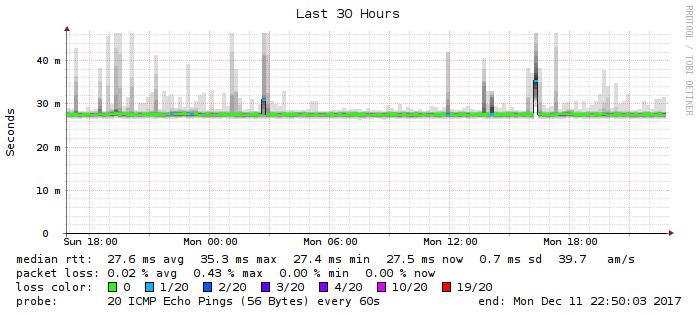 Last 30 Hours
RRDTOOL / TOBI OETIKER
Seconds
40 m
30 m
20 m
10 m
0
Sun 18:00 Mon 00:00 Mon 06:00 Mon 12:00 Mon 18:00
median rtt: 27.6 ms avg 35.3 ms max 27.4 ms min 27.5 ms now 0.7 ms sd 39.7 am/s
packet loss: 0.02 % avg 0.43 % max 0.00 % min 0.00 % now
loss color: 0 1/20 2/20 3/20 4/20 10/20 19/20
probe: 20 ICMP Echo Pings (56 Bytes) every 60s end: Mon Dec 11 22:50:03 2017